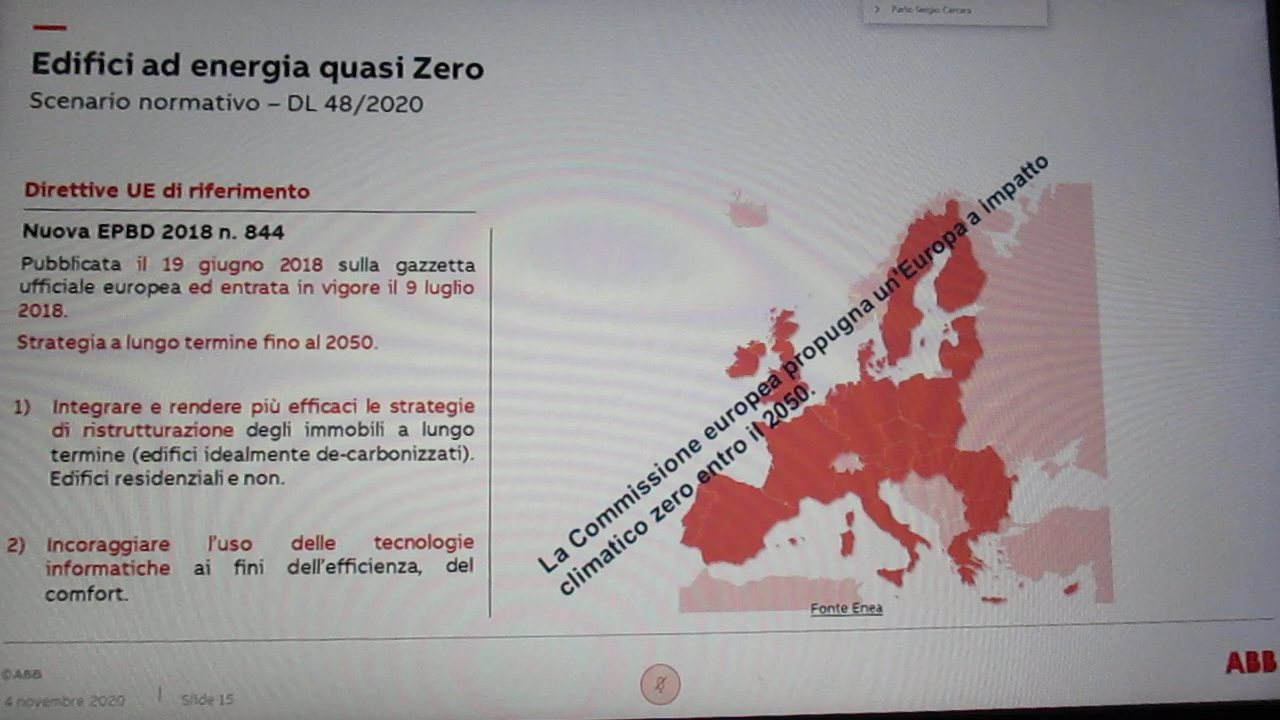 Parla: Sergio Carrara
Edifici ad energia quasi Zero
Scenario normativo – DL 48/2020
Direttive UE di riferimento
Nuova EPBD 2018 n. 844
Pubblicata il 19 giugno 2018 sulla gazzetta
ufficiale europea ed entrata in vigore il 9 luglio
2018.
Strategia a lungo termine fino al 2050.
1) Integrare e rendere più efficaci le strategie
di ristrutturazione degli immobili a lungo
termine (edifici idealmente de-carbonizzati).
Edifici residenziali e non.
2) Incoraggiare l'uso delle tecnologie
informatiche ai fini dell'efficienza, del
comfort.
La Commissione europea propugna un'Europa a impatto
climatico zero entro il 2050.
Fonte Enea
©ABB
4 novembre 2020 | Slide 15
ABB